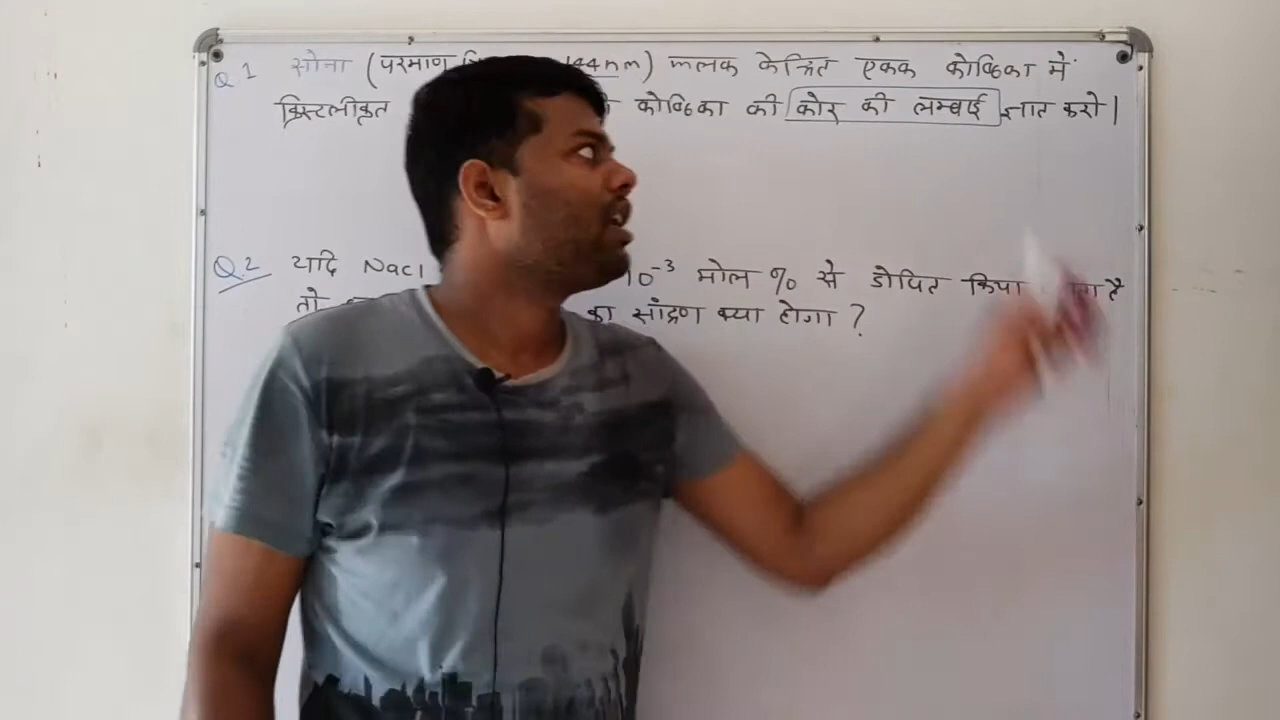 Q 1 सोना (परमाणु 144nm) फलक केन्द्रित एकक कोष्ठिका में
क्रिस्टलीकृत कोष्ठिका की कोर की लम्बाई ज्ञात करो।
Q.2 यदि NaCl 10⁻³ मोल % से डोपित किया है
तो का सांद्रण क्या होगा ?